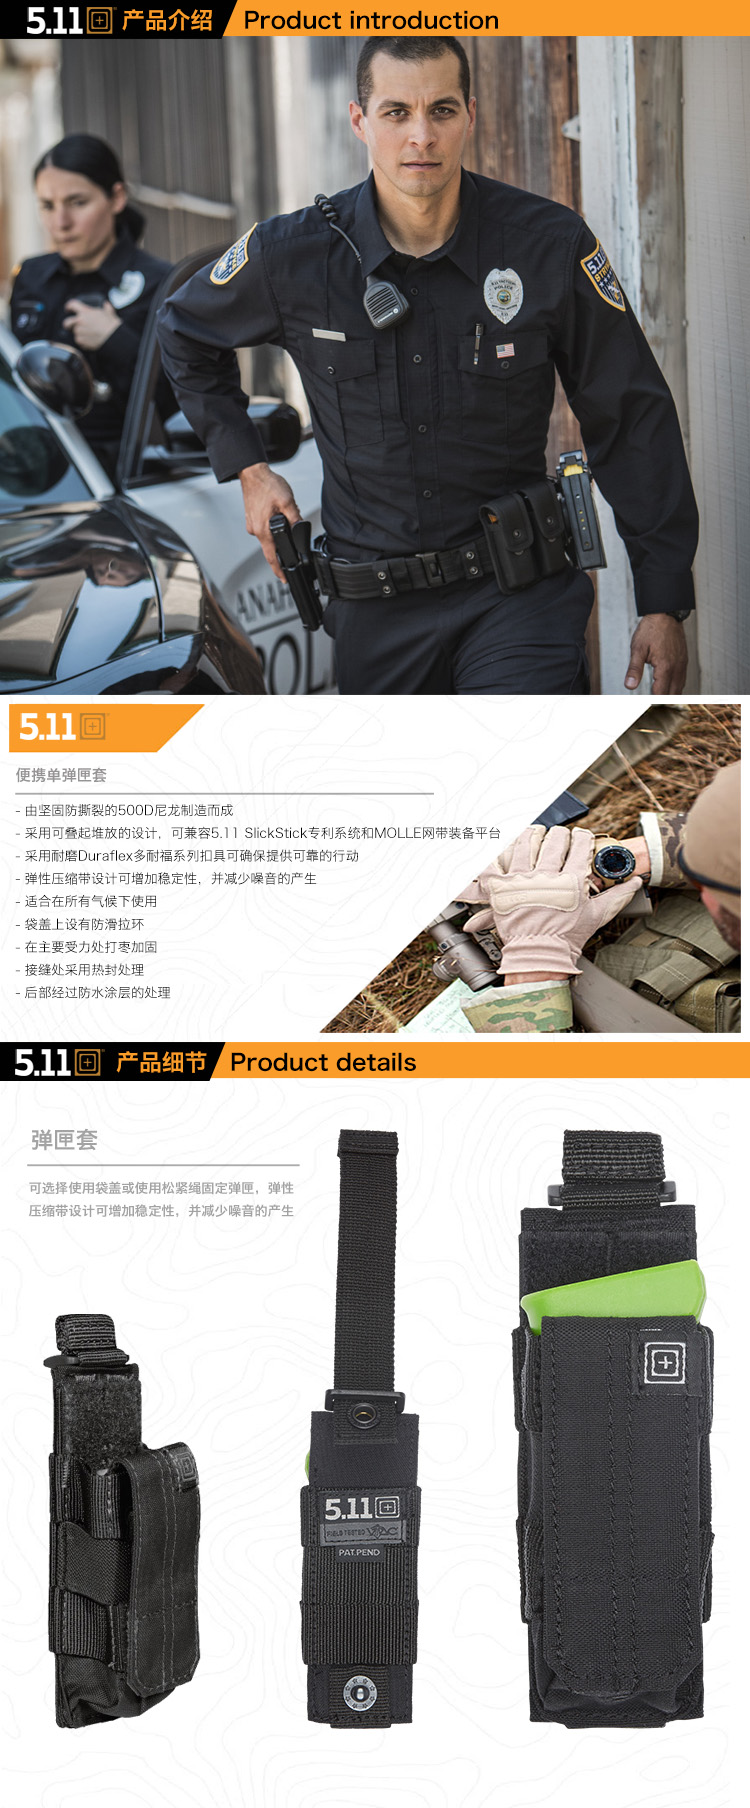 5.11 产品介绍 Product introduction
5.11
POLICE
ANAH
POL
5.11
便携单弹匣套
- 由坚固防撕裂的500D尼龙制造而成
- 采用可叠起堆放的设计，可兼容5.11 SlickStick专利系统和MOLLE网带装备平台
- 采用耐磨Duraflex多耐福系列扣具可确保提供可靠的行动
- 弹性压缩带设计可增加稳定性，并减少噪音的产生
- 适合在所有气候下使用
- 袋盖上设有防滑拉环
- 在主要受力处打枣加固
- 接缝处采用热封处理
- 后部经过防水涂层的处理
5.11 产品细节 Product details
弹匣套
可选择使用袋盖或使用松紧绳固定弹匣，弹性
压缩带设计可增加稳定性，并减少噪音的产生
5.11
FIELD TESTED VTAC
PAT.PEND